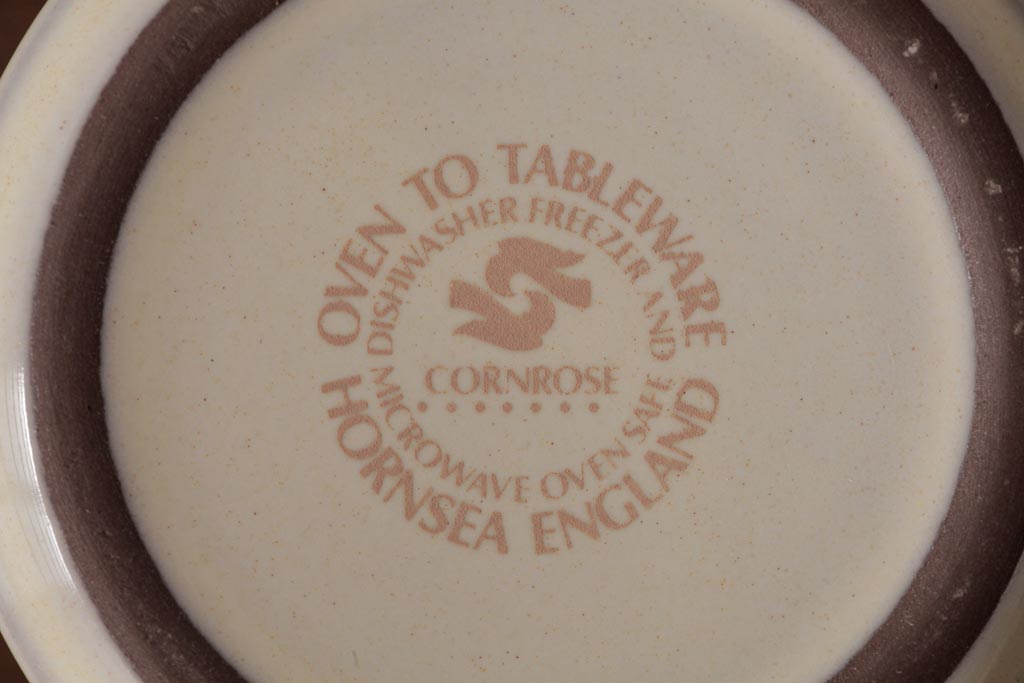 OVEN TO TABLEWARE
DISHWASHER FREEZER AND
CORNROSE
MICROWAVE OVEN SAFE
HORNSEA ENGLAND